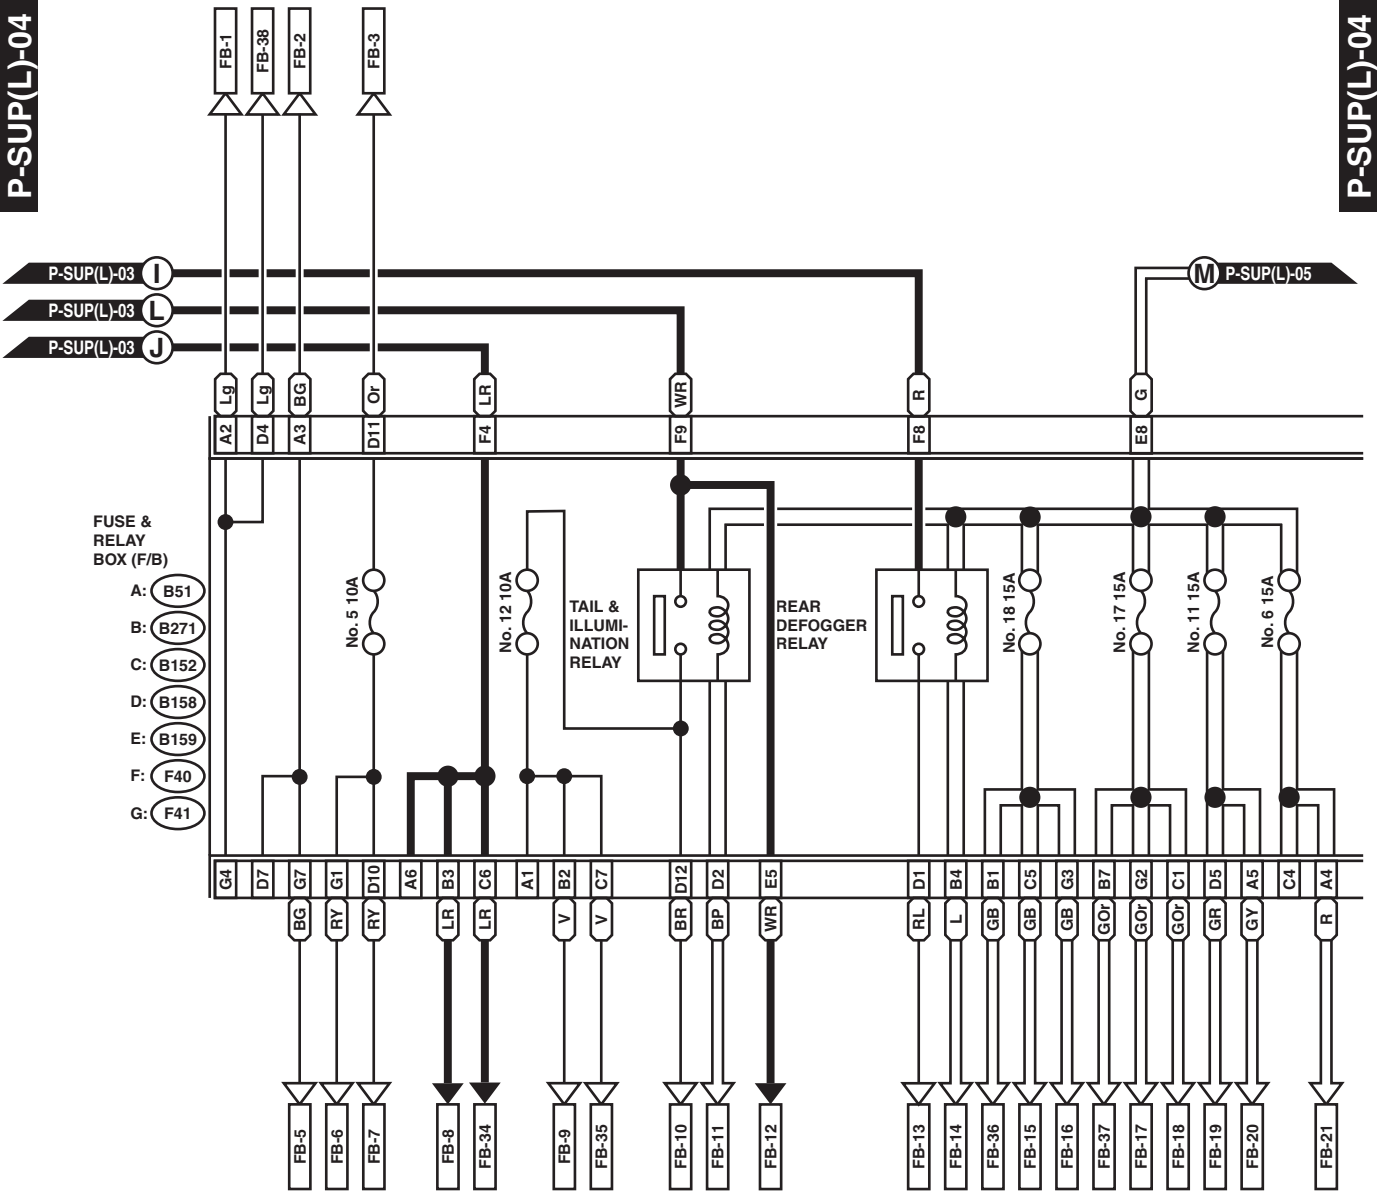 P-SUP(L)-04
P-SUP(L)-04
FB-1
FB-38
FB-2
FB-3
P-SUP(L)-03 I
P-SUP(L)-03 L
P-SUP(L)-03 J
M P-SUP(L)-05
Lg
Lg
BG
Or
LR
WR
R
G
A2
D4
A3
D11
F4
F9
F8
E8
FUSE &
RELAY
BOX (F/B)
A: B51
B: B271
C: B152
D: B158
E: B159
F: F40
G: F41
No. 5 10A
No. 12 10A
TAIL &
ILLUMI-
NATION
RELAY
REAR
DEFOGGER
RELAY
No. 18 15A
No. 17 15A
No. 11 15A
No. 6 15A
G4
D7
G7
G1
D10
A6
B3
C6
A1
B2
C7
D12
D2
E5
D1
B4
B1
C5
G3
B7
G2
C1
D5
A5
C4
A4
BG
RY
RY
LR
LR
V
V
BR
BP
WR
RL
L
GB
GB
GB
GOr
GOr
GOr
GR
GY
R
FB-5
FB-6
FB-7
FB-8
FB-34
FB-9
FB-35
FB-10
FB-11
FB-12
FB-13
FB-14
FB-36
FB-15
FB-16
FB-37
FB-17
FB-18
FB-19
FB-20
FB-21